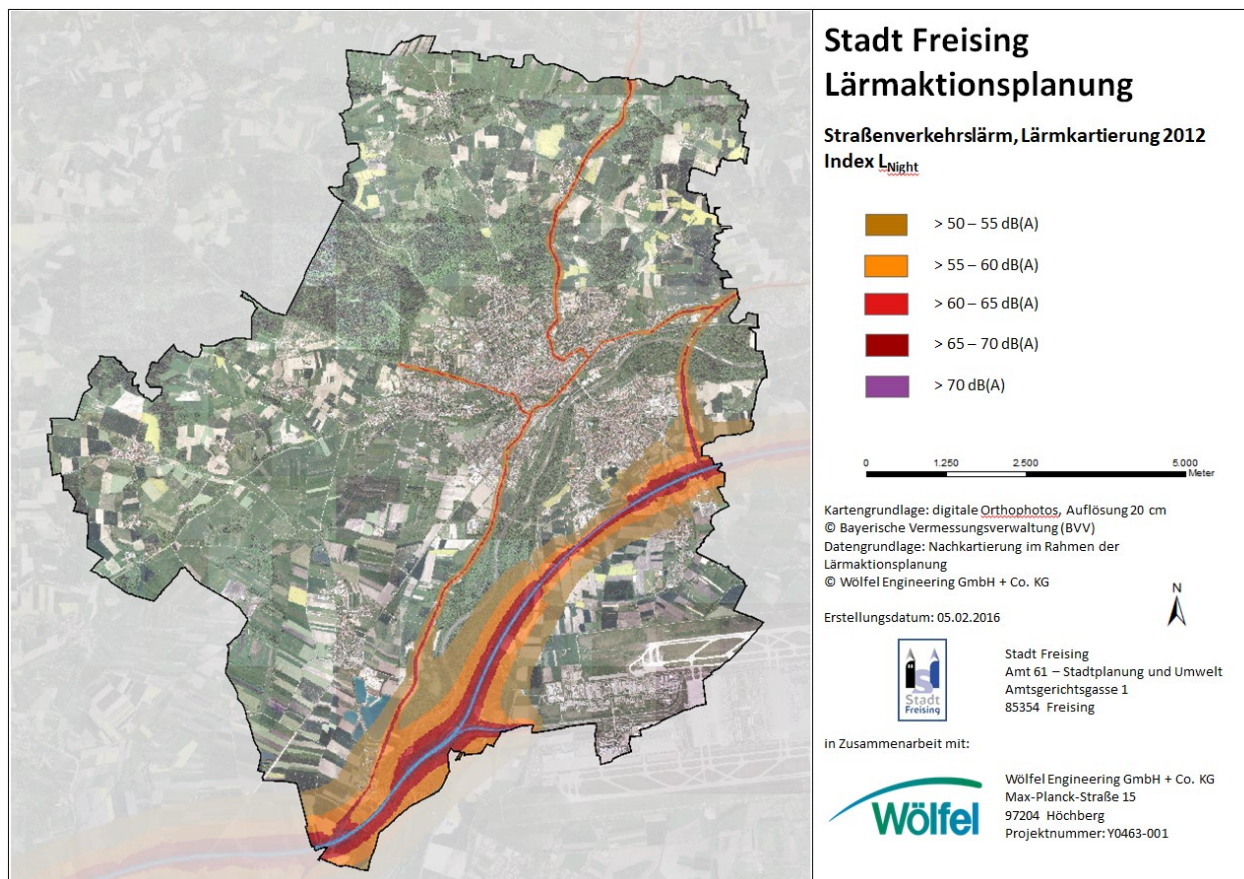 Stadt Freising
Lärmaktionsplanung
Straßenverkehrslärm, Lärmkartierung 2012
Index LNight
> 50 – 55 dB(A)
> 55 – 60 dB(A)
> 60 – 65 dB(A)
> 65 – 70 dB(A)
> 70 dB(A)
0 1.250 2.500 5.000
Meter
Kartengrundlage: digitale Orthophotos, Auflösung 20 cm
© Bayerische Vermessungsverwaltung (BVV)
Datengrundlage: Nachkartierung im Rahmen der
Lärmaktionsplanung
© Wölfel Engineering GmbH + Co. KG
N
Erstellungsdatum: 05.02.2016
Stadt
Freising
Stadt Freising
Amt 61 – Stadtplanung und Umwelt
Amtsgerichtsgasse 1
85354 Freising
in Zusammenarbeit mit:
Wölfel
Wölfel Engineering GmbH + Co. KG
Max-Planck-Straße 15
97204 Höchberg
Projektnummer: Y0463-001